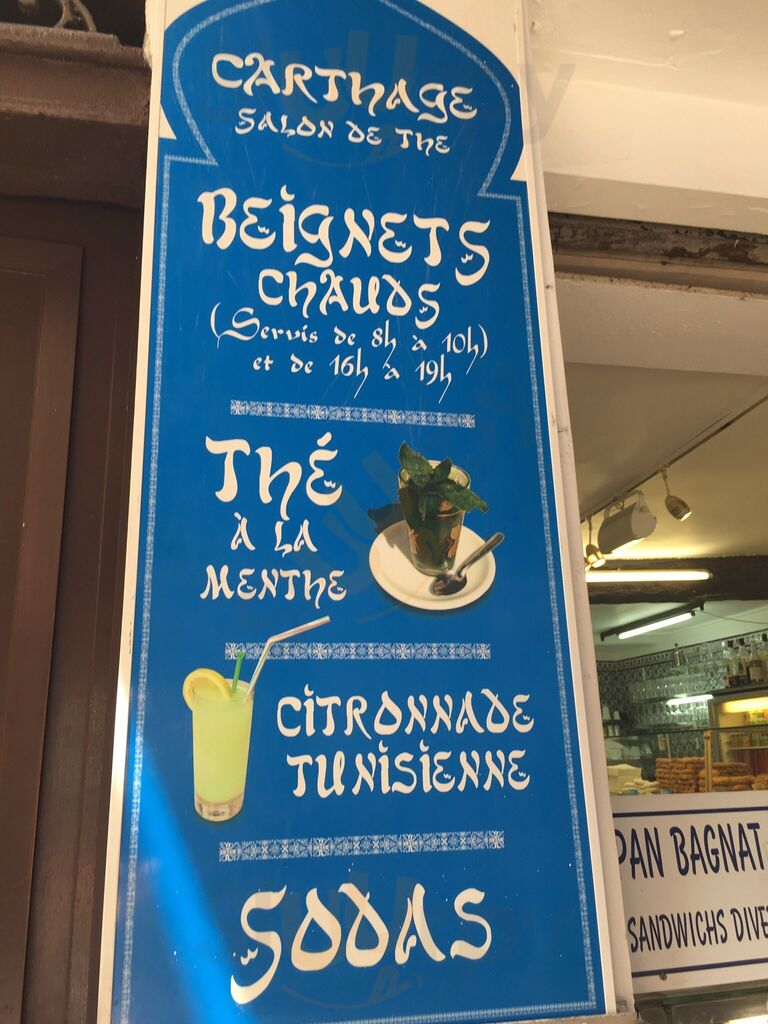 CARTHAGE
SALON DE THE
BEIGNETS
CHAUDS
(Servis de 8h à 10h)
et de 16h à 19h
THÉ
À LA
MENTHE
CITRONNADE
TUNISIENNE
SODAS
PAN BAGNAT
SANDWICHS DIVE